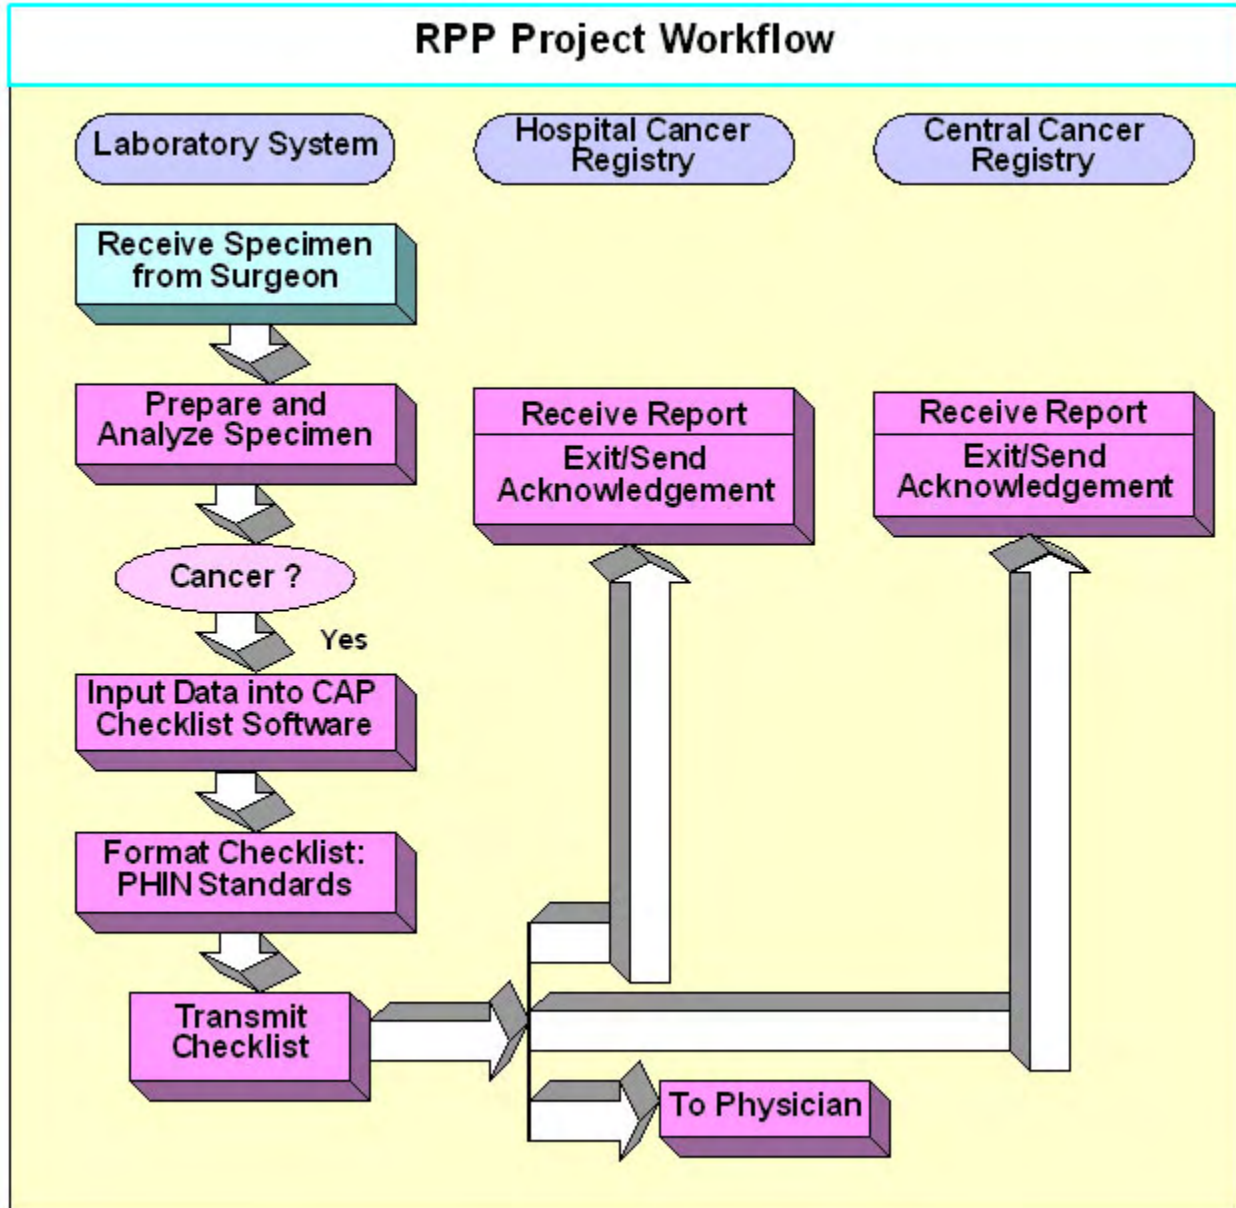 RPP Project Workflow
Laboratory System
Hospital Cancer
Registry
Central Cancer
Registry
Receive Specimen
from Surgeon
Prepare and
Analyze Specimen
Receive Report
Exit/Send
Acknowledgement
Receive Report
Exit/Send
Acknowledgement
Cancer ?
Yes
Input Data into CAP
Checklist Software
Format Checklist:
PHIN Standards
Transmit
Checklist
To Physician